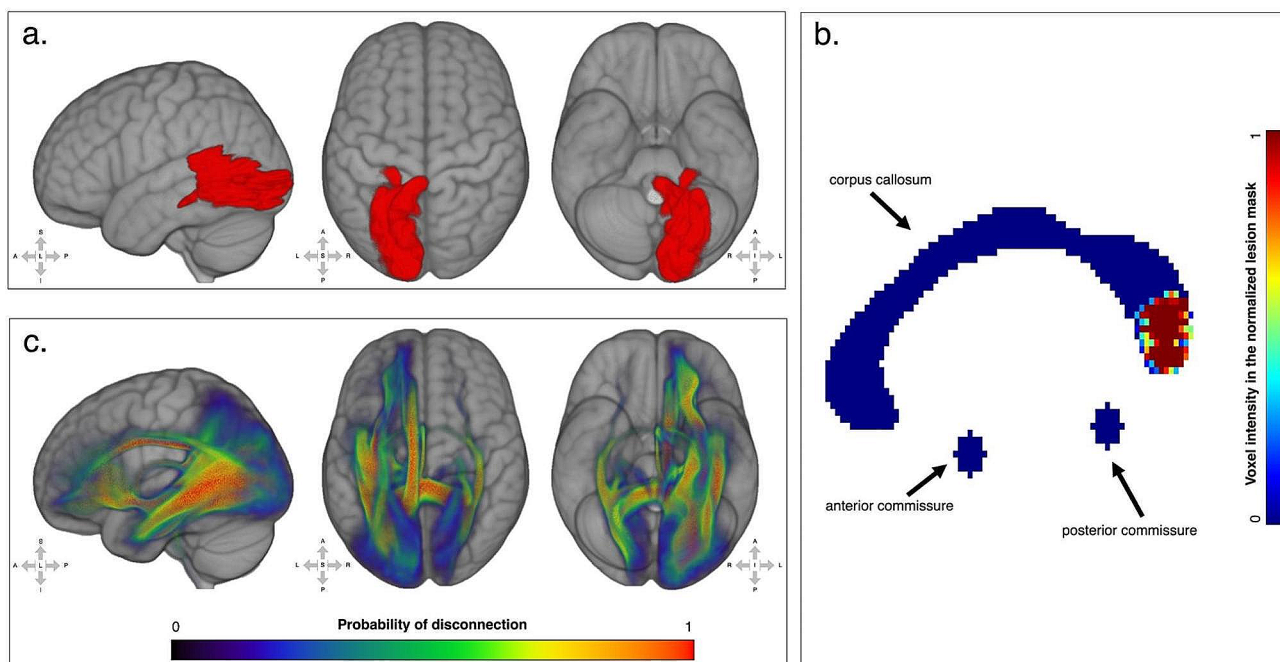 a.
S
A L P
I
A
L S R
P
A
R I L
P
b.
corpus callosum
anterior commissure
posterior commissure
Voxel intensity in the normalized lesion mask
1
0
c.
S
A L P
I
A
L S R
P
A
R I L
P
0 Probability of disconnection 1